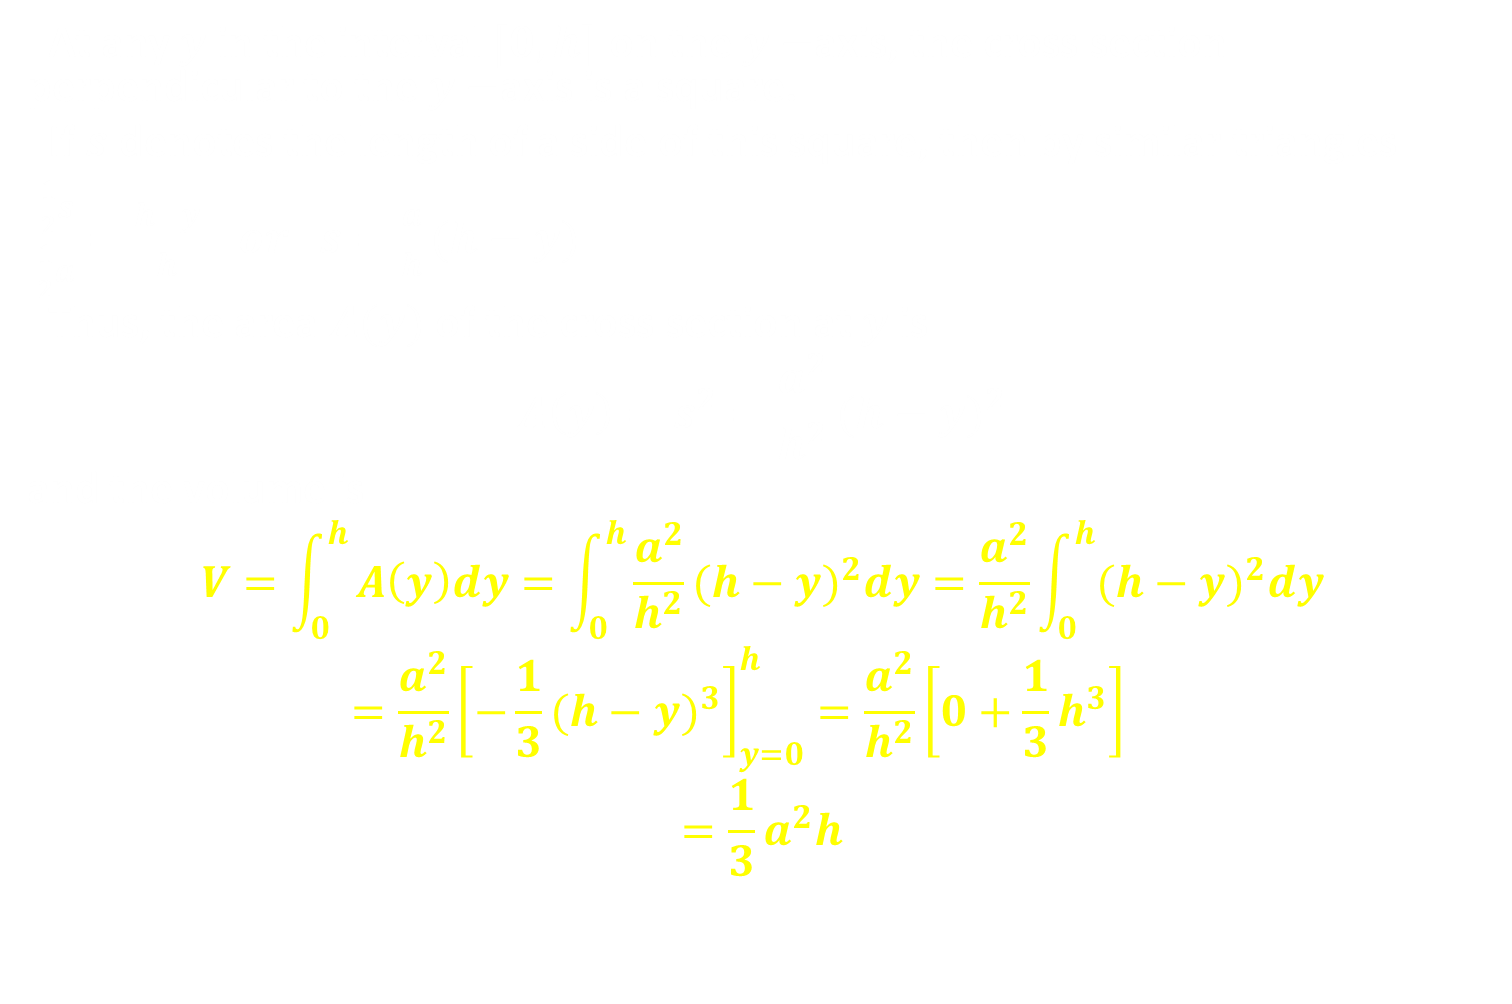 V = ∫₀ʰ A(y)dy = ∫₀ʰ a²/h² (h − y)²dy = a²/h² ∫₀ʰ (h − y)²dy
= a²/h² [−1/3 (h − y)³]ʰ_y=0 = a²/h² [0 + 1/3 h³]
= 1/3 a²h